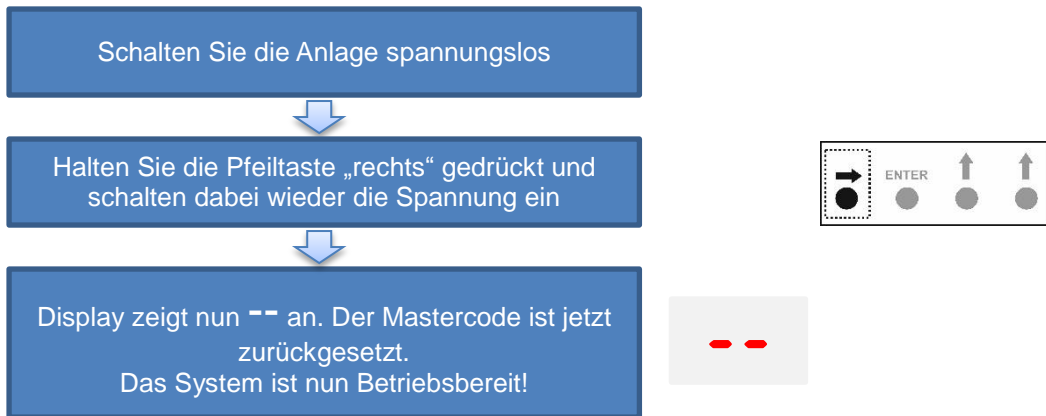 Schalten Sie die Anlage spannungslos
Halten Sie die Pfeiltaste „rechts“ gedrückt und
schalten dabei wieder die Spannung ein
ENTER
Display zeigt nun -- an. Der Mastercode ist jetzt
zurückgesetzt.
Das System ist nun Betriebsbereit!
--